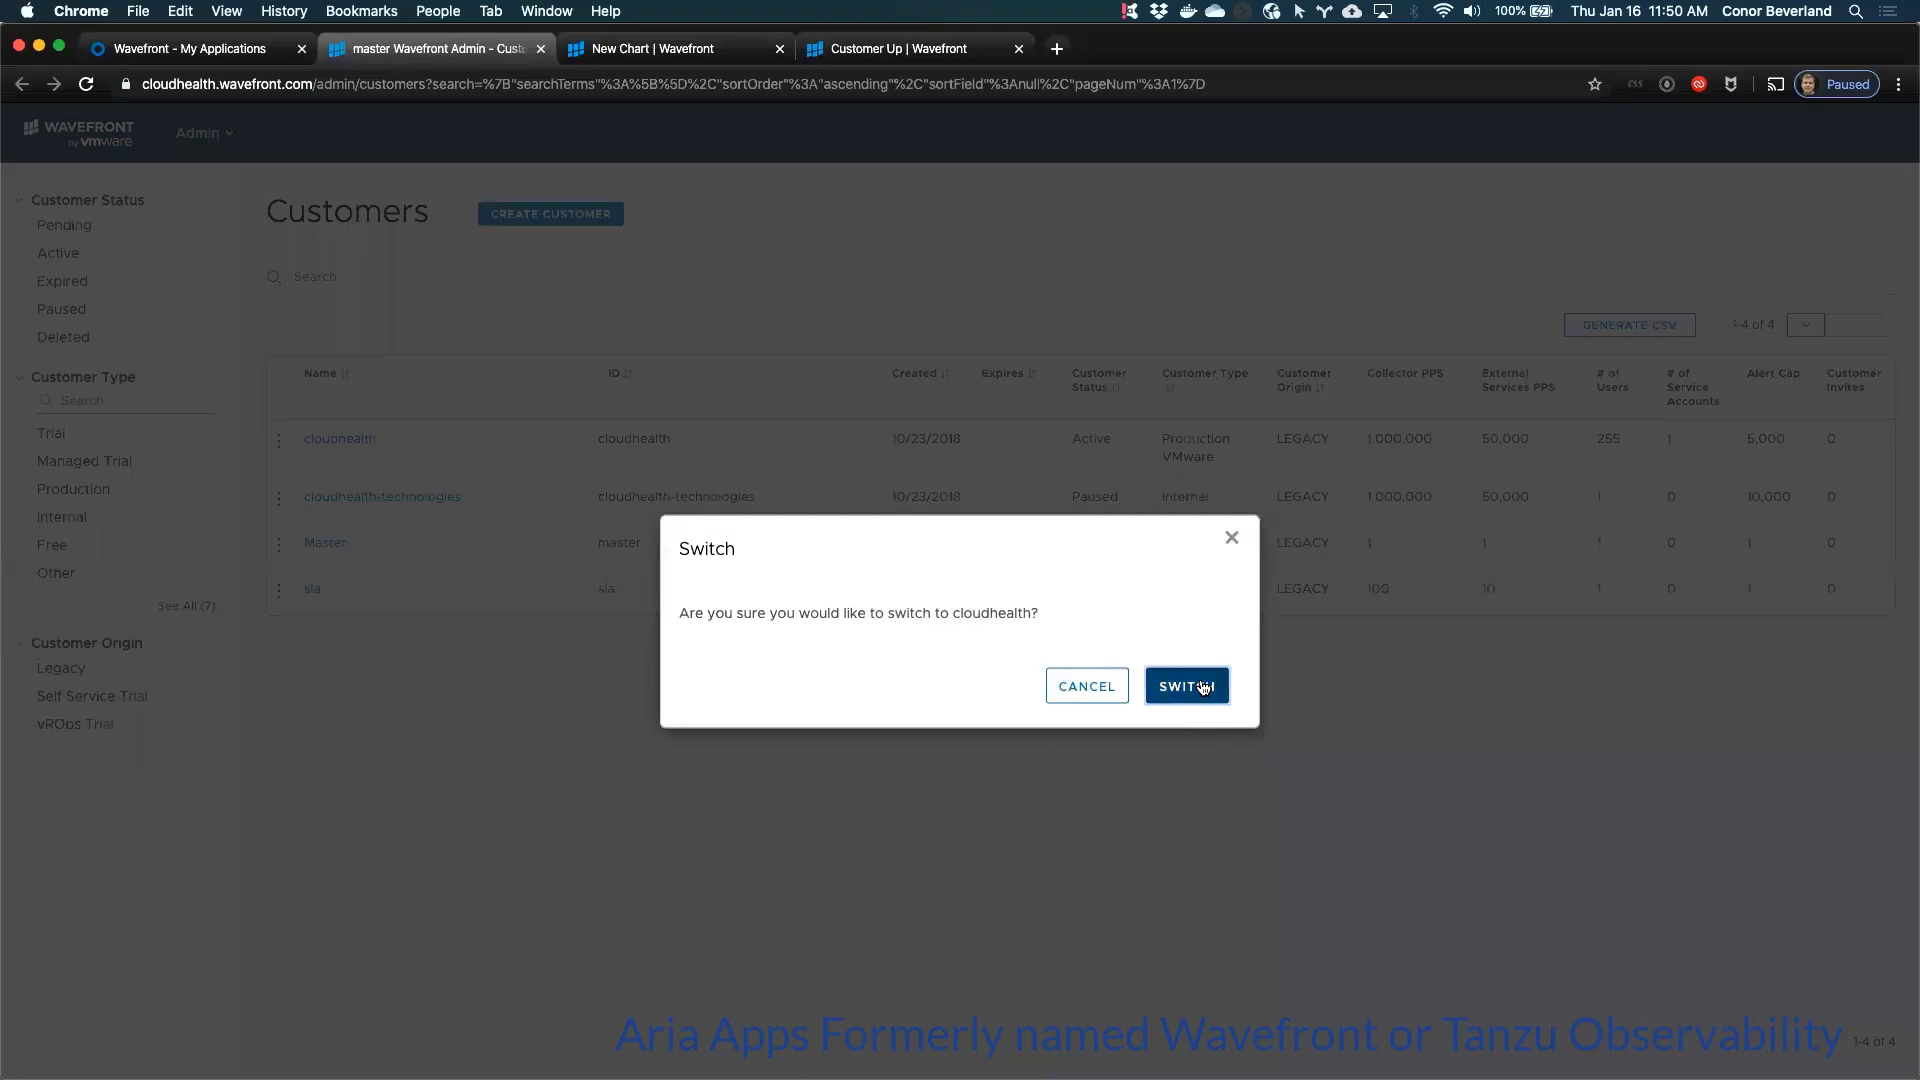 Chrome File Edit View History Bookmarks People Tab Window Help 100% Thu Jan 16 11:50 AM Conor Beverland
Wavefront - My Applications master Wavefront Admin - Custo New Chart | Wavefront Customer Up | Wavefront
cloudhealth.wavefront.com/admin/customers?search=%7B"searchTerms"%3A%5B%5D%2C"sortOrder"%3A"ascending"%2C"sortField"%3Anull%2C"pageNum"%3A1%7D CSS Paused
WAVEFRONT
by vmware
Admin
Customer Status
Pending
Active
Expired
Paused
Deleted
Customer Type
Search
Trial
Managed Trial
Production
Internal
Free
Other
See All (7)
Customer Origin
Legacy
Self Service Trial
vROps Trial
Customers CREATE CUSTOMER
Search
GENERATE CSV 1-4 of 4
Name ID Created Expires Customer Status Customer Type Customer Origin Collector PPS External Services PPS # of Users # of Service Accounts Alert Cap Customer Invites
cloudhealth cloudhealth 10/23/2018 Active Production VMware LEGACY 1,000,000 50,000 255 1 5,000 0
cloudhealth-technologies cloudhealth-technologies 10/23/2018 Paused Internal LEGACY 1,000,000 50,000 1 0 10,000 0
Master master LEGACY 1 1 1 0 1 0
sla sla LEGACY 100 10 1 0 1 0
Switch
Are you sure you would like to switch to cloudhealth?
CANCEL SWITCH
Aria Apps Formerly named Wavefront or Tanzu Observability
1-4 of 4